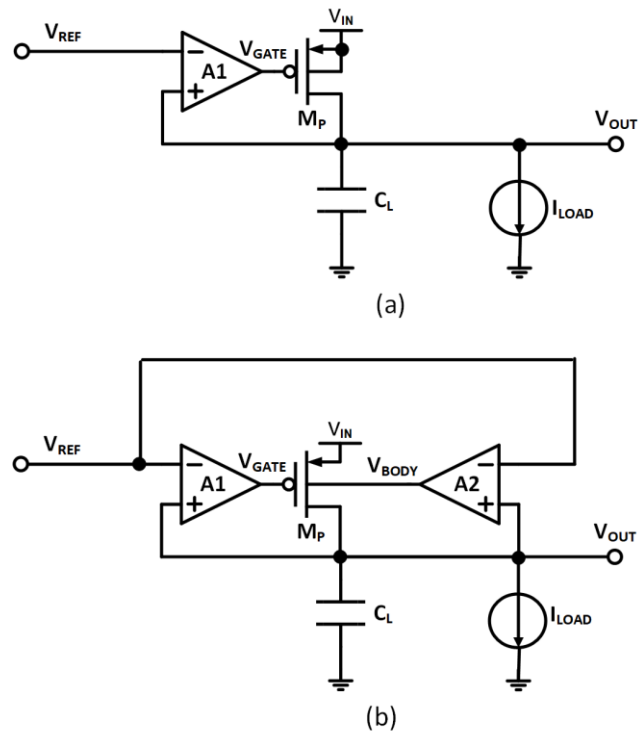 V_REF
−
A1
+
V_GATE
V_IN
M_P
V_OUT
C_L
I_LOAD
(a)
V_REF
−
A1
+
V_GATE
V_IN
M_P
V_BODY
−
A2
+
V_OUT
C_L
I_LOAD
(b)